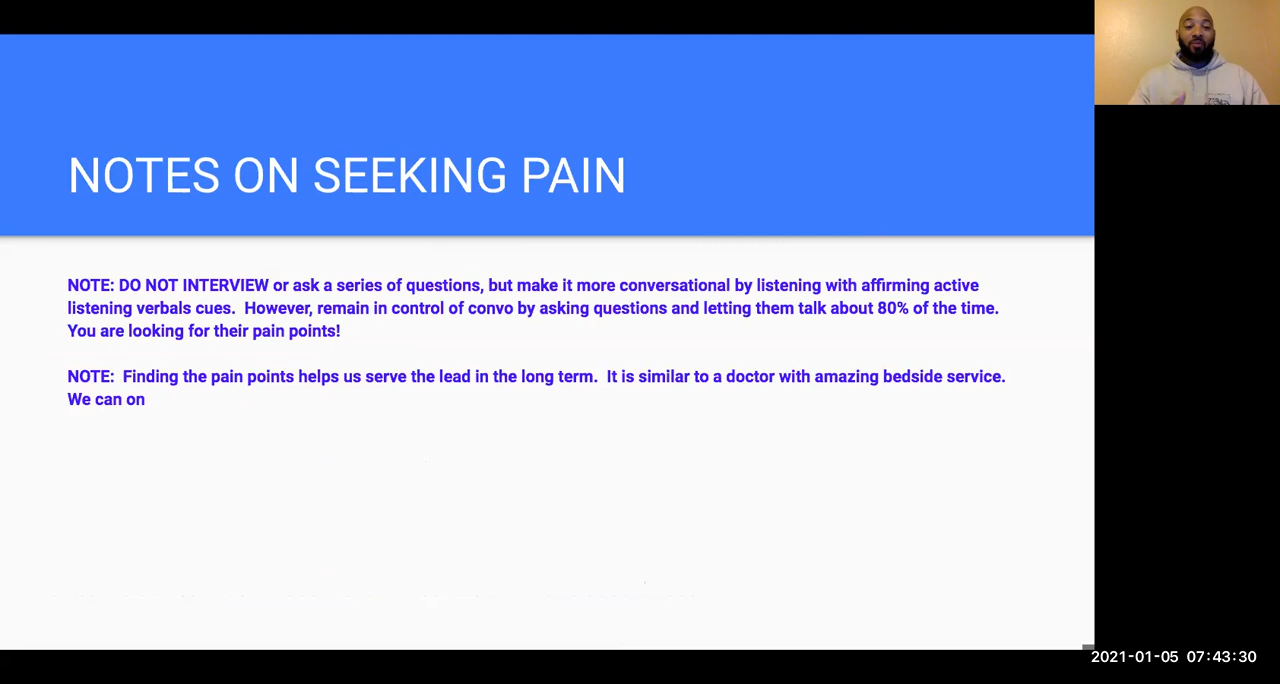 NOTES ON SEEKING PAIN
NOTE: DO NOT INTERVIEW or ask a series of questions, but make it more conversational by listening with affirming active
listening verbals cues.  However, remain in control of convo by asking questions and letting them talk about 80% of the time.
You are looking for their pain points!
NOTE:  Finding the pain points helps us serve the lead in the long term.  It is similar to a doctor with amazing bedside service.
We can on
2021-01-05 07:43:30